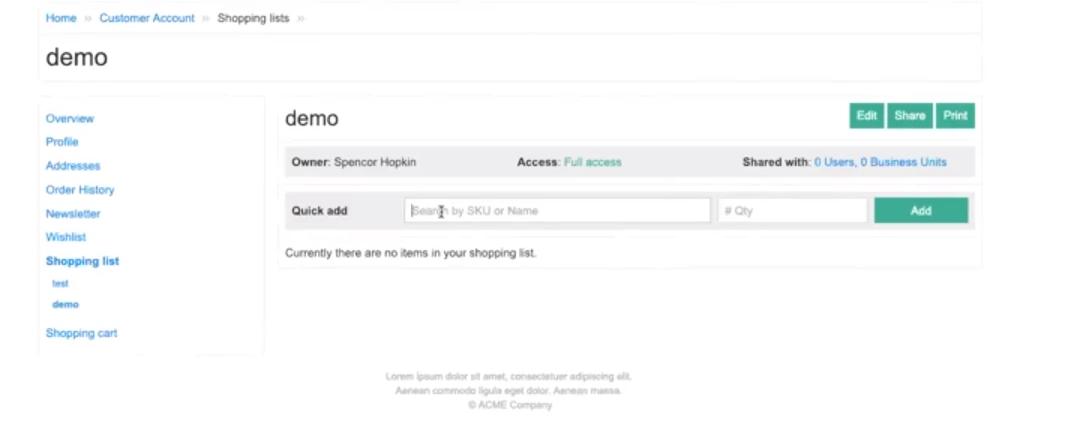 Home » Customer Account » Shopping lists »
demo
Overview
Profile
Addresses
Order History
Newsletter
Wishlist
Shopping list
test
demo
Shopping cart
demo
Edit Share Print
Owner: Spencor Hopkin Access: Full access Shared with: 0 Users, 0 Business Units
Quick add Search by SKU or Name # Qty Add
Currently there are no items in your shopping list.
Lorem ipsum dolor sit amet, consectetuer adipiscing elit.
Aenean commodo ligula eget dolor. Aenean massa.
© ACME Company